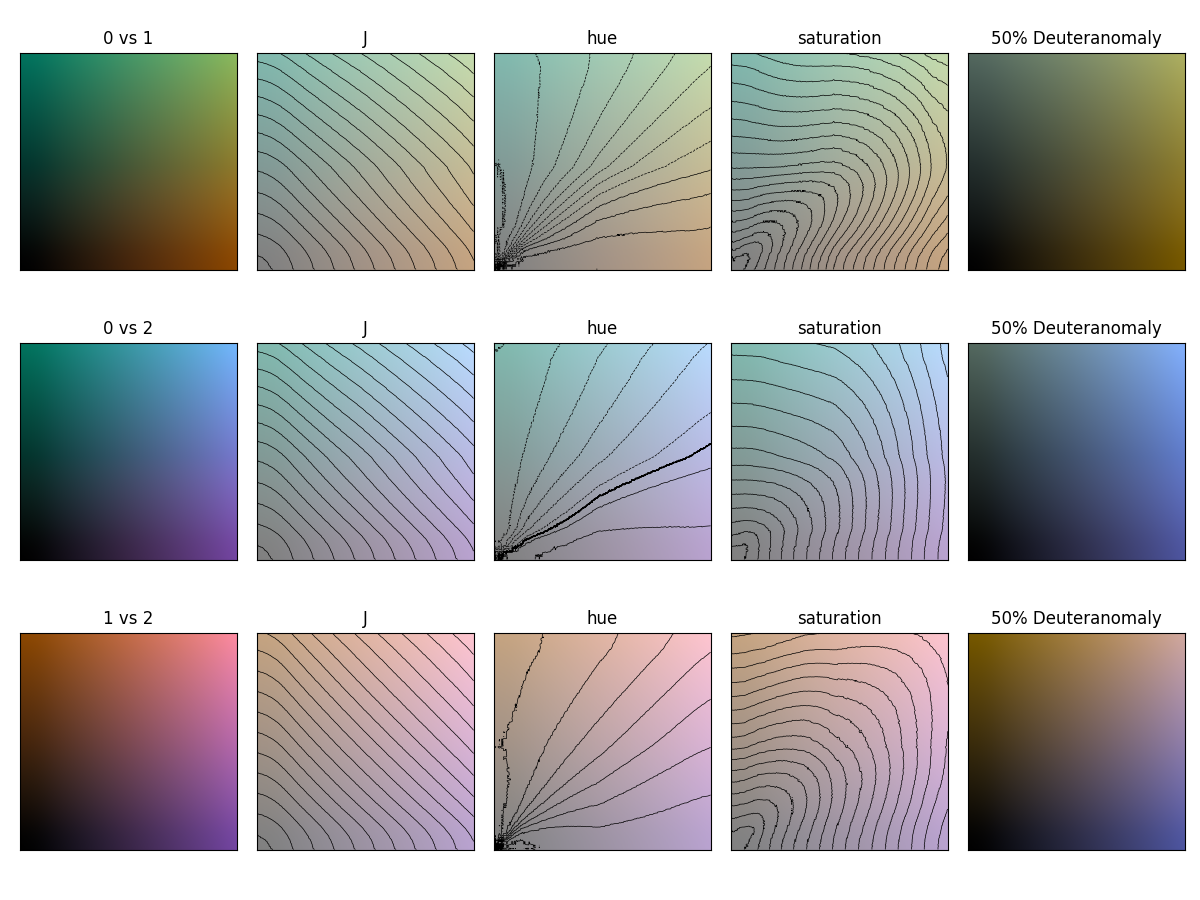 0 vs 1 J hue saturation 50% Deuteranomaly
0 vs 2 J hue saturation 50% Deuteranomaly
1 vs 2 J hue saturation 50% Deuteranomaly